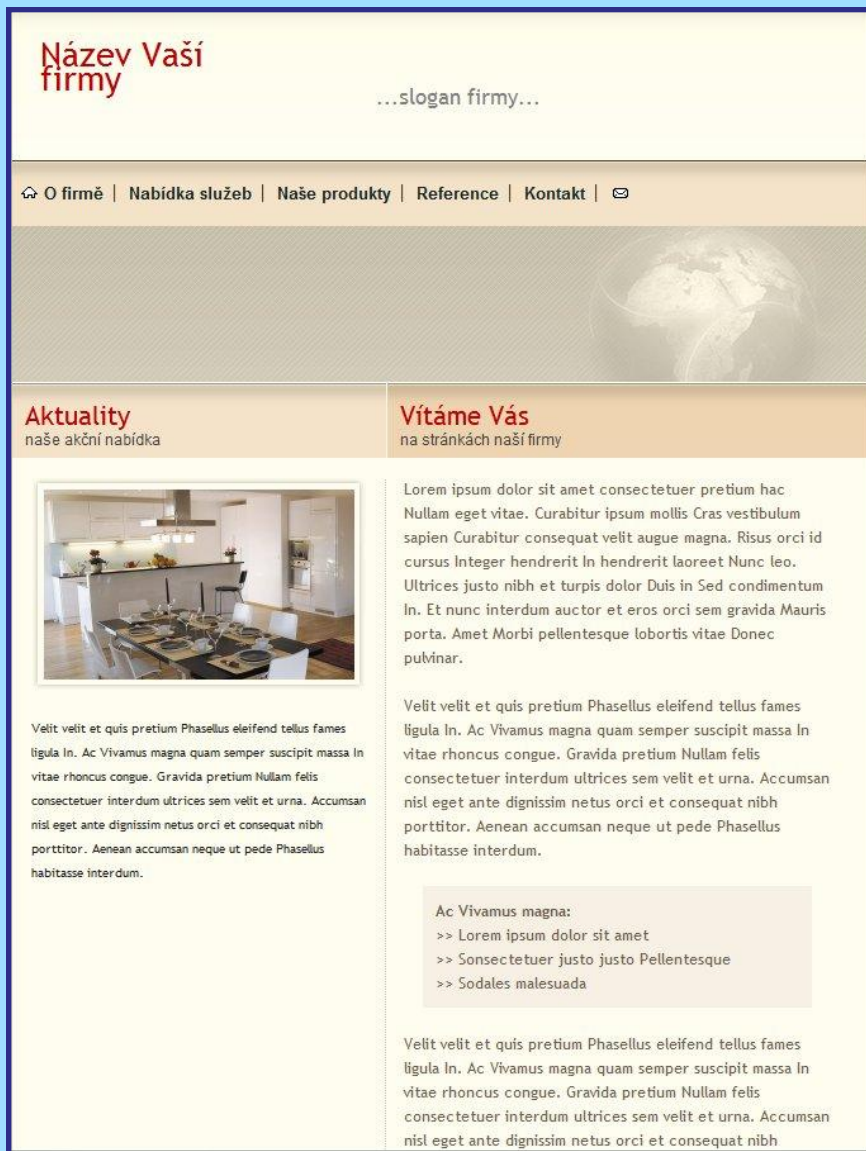 Název Vaší
firmy
...slogan firmy...
O firmě | Nabídka služeb | Naše produkty | Reference | Kontakt |
Aktuality
naše akční nabídka
Velit velit et quis pretium Phasellus eleifend tellus fames
ligula In. Ac Vivamus magna quam semper suscipit massa In
vitae rhoncus congue. Gravida pretium Nullam felis
consectetuer interdum ultrices sem velit et urna. Accumsan
nisl eget ante dignissim netus orci et consequat nibh
porttitor. Aenean accumsan neque ut pede Phasellus
habitasse interdum.
Vítáme Vás
na stránkách naší firmy
Lorem ipsum dolor sit amet consectetuer pretium hac
Nullam eget vitae. Curabitur ipsum mollis Cras vestibulum
sapien Curabitur consequat velit augue magna. Risus orci id
cursus Integer hendrerit In hendrerit laoreet Nunc leo.
Ultrices justo nibh et turpis dolor Duis in Sed condimentum
In. Et nunc interdum auctor et eros orci sem gravida Mauris
porta. Amet Morbi pellentesque lobortis vitae Donec
pulvinar.
Velit velit et quis pretium Phasellus eleifend tellus fames
ligula In. Ac Vivamus magna quam semper suscipit massa In
vitae rhoncus congue. Gravida pretium Nullam felis
consectetuer interdum ultrices sem velit et urna. Accumsan
nisl eget ante dignissim netus orci et consequat nibh
porttitor. Aenean accumsan neque ut pede Phasellus
habitasse interdum.
Ac Vivamus magna:
>> Lorem ipsum dolor sit amet
>> Sonsectetuer justo justo Pellentesque
>> Sodales malesuada
Velit velit et quis pretium Phasellus eleifend tellus fames
ligula In. Ac Vivamus magna quam semper suscipit massa In
vitae rhoncus congue. Gravida pretium Nullam felis
consectetuer interdum ultrices sem velit et urna. Accumsan
nisl eget ante dignissim netus orci et consequat nibh